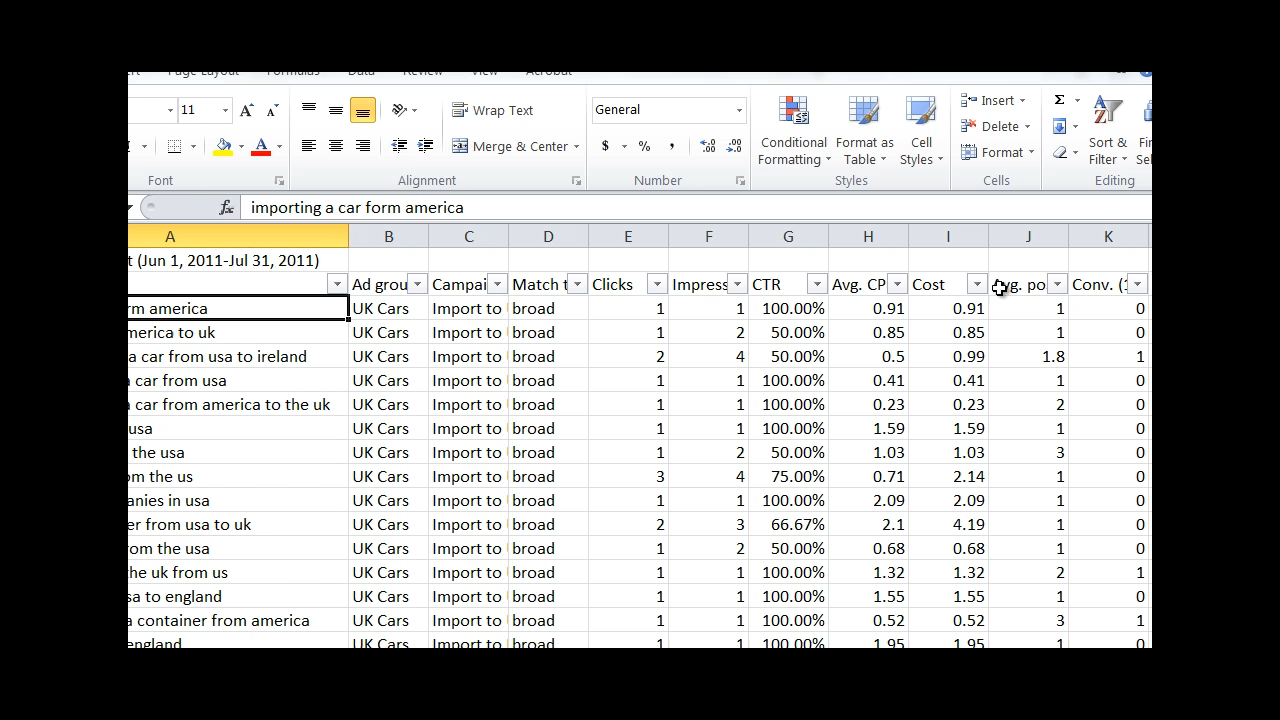 Page Layout Formulas Data Review View Acrobat
11 A A Wrap Text General Insert Σ
Conditional Formatting Format as Table Cell Styles Delete Sort & Filter
A Merge & Center $ % , .00 Format
Font Alignment Number Styles Cells Editing
fx importing a car form america
A B C D E F G H I J K
t (Jun 1, 2011-Jul 31, 2011)
Ad grou Campai Match t Clicks Impress CTR Avg. CP Cost Avg. po Conv. (1
rm america UK Cars Import to broad 1 1 100.00% 0.91 0.91 1 0
merica to uk UK Cars Import to broad 1 2 50.00% 0.85 0.85 1 0
a car from usa to ireland UK Cars Import to broad 2 4 50.00% 0.5 0.99 1.8 1
a car from usa UK Cars Import to broad 1 1 100.00% 0.41 0.41 1 0
a car from america to the uk UK Cars Import to broad 1 1 100.00% 0.23 0.23 2 0
usa UK Cars Import to broad 1 1 100.00% 1.59 1.59 1 0
the usa UK Cars Import to broad 1 2 50.00% 1.03 1.03 3 0
om the us UK Cars Import to broad 3 4 75.00% 0.71 2.14 1 0
anies in usa UK Cars Import to broad 1 1 100.00% 2.09 2.09 1 0
er from usa to uk UK Cars Import to broad 2 3 66.67% 2.1 4.19 1 0
rom the usa UK Cars Import to broad 1 2 50.00% 0.68 0.68 1 0
the uk from us UK Cars Import to broad 1 1 100.00% 1.32 1.32 2 1
sa to england UK Cars Import to broad 1 1 100.00% 1.55 1.55 1 0
a container from america UK Cars Import to broad 1 1 100.00% 0.52 0.52 3 1
england UK Cars Import to broad 1 1 100.00% 1.95 1.95 1 0